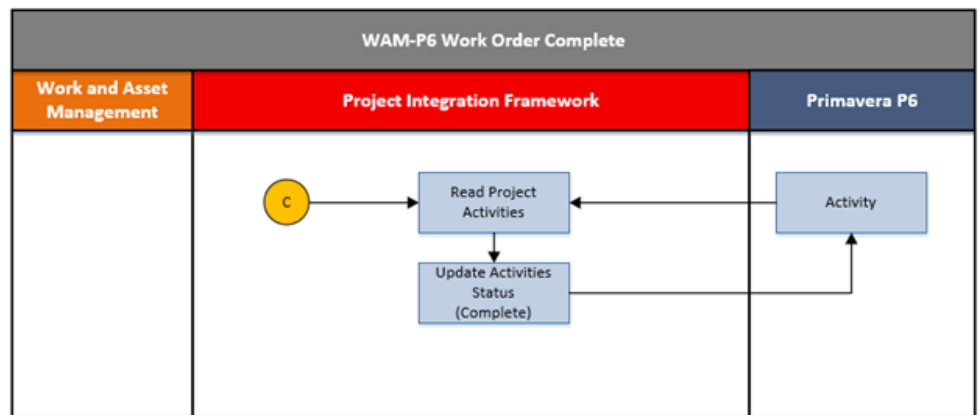 WAM-P6 Work Order Complete
Work and Asset
Management
Project Integration Framework
Primavera P6
C
Read Project
Activities
Activity
Update Activities
Status
(Complete)